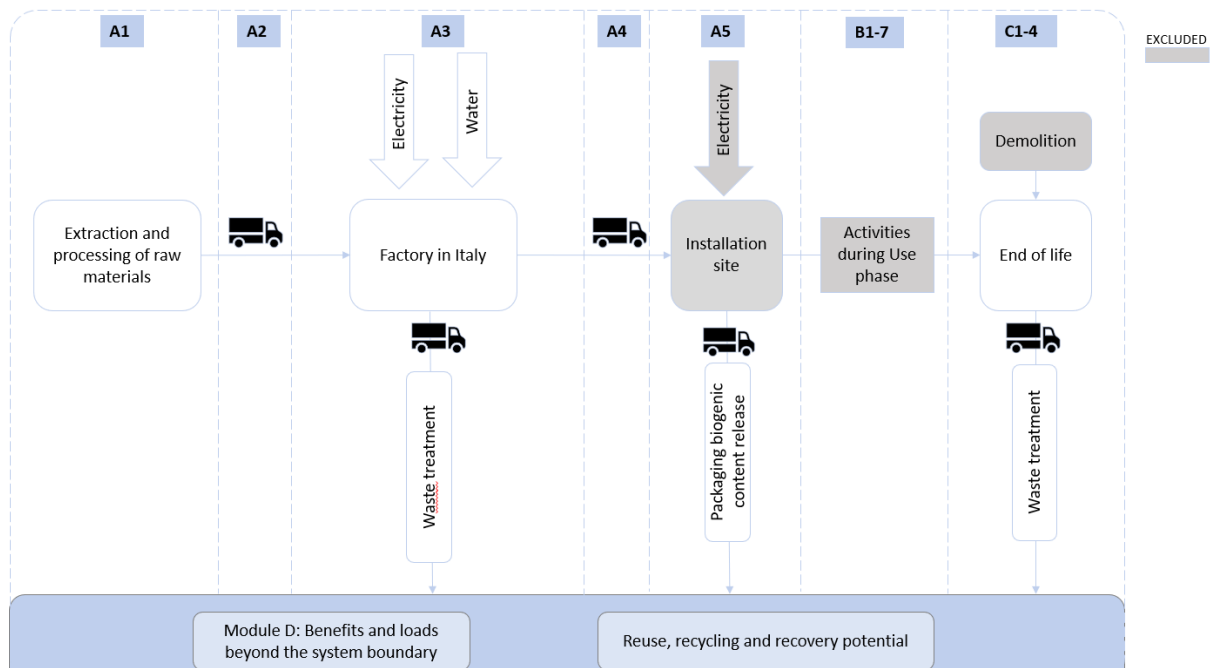 A1
A2
A3
A4
A5
B1-7
C1-4
EXCLUDED
Electricity
Water
Electricity
Demolition
Extraction and
processing of raw
materials
Factory in Italy
Installation
site
Activities
during Use
phase
End of life
Waste treatment
Packaging biogenic
content release
Waste treatment
Module D: Benefits and loads
beyond the system boundary
Reuse, recycling and recovery potential